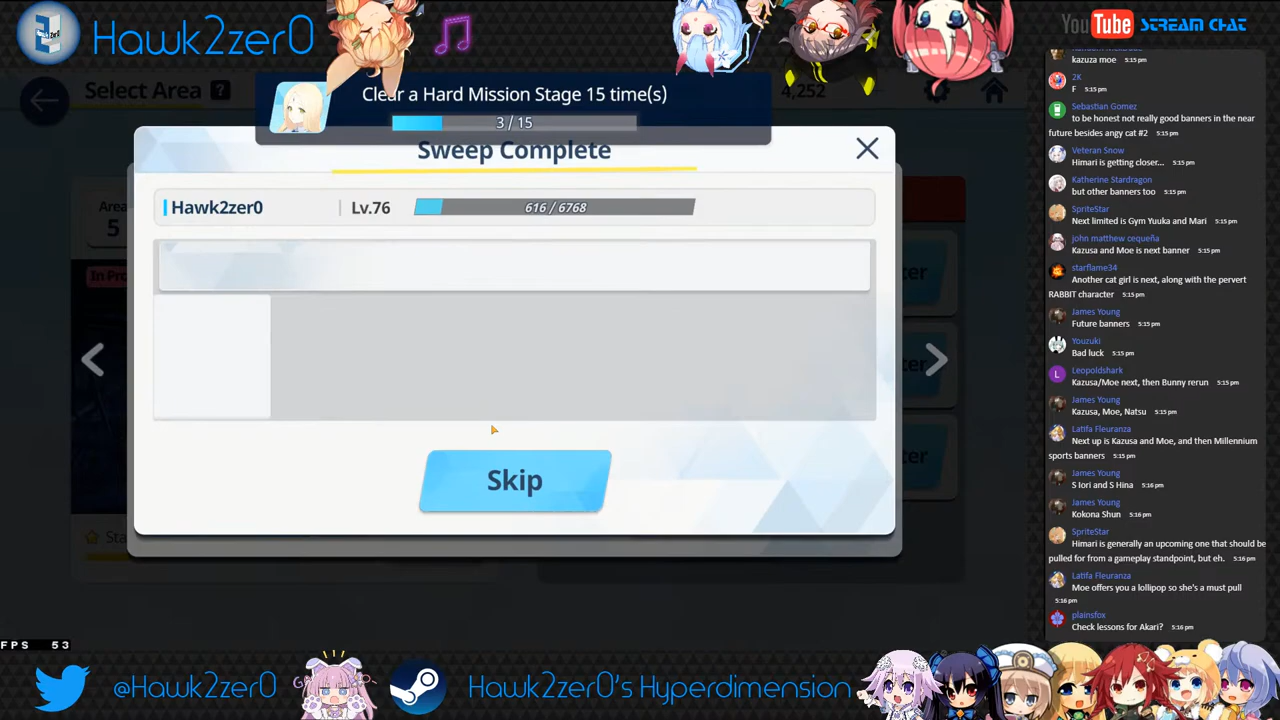 Hawk2zer0
YouTube STREAM CHAT
Select Area ?
4,252
Clear a Hard Mission Stage 15 time(s)
3 / 15
Sweep Complete
Hawk2zer0 Lv.76 616 / 6768
Area
5
Skip
FPS 53
@Hawk2zer0
Hawk2zer0's Hyperdimension
kazuza moe 5:15 pm
2K
F 5:15 pm
Sebastian Gomez
to be honest not really good banners in the near
future besides angy cat #2 5:15 pm
Veteran Snow
Himari is getting closer... 5:15 pm
Katherine Stardragon
but other banners too 5:15 pm
SpriteStar
Next limited is Gym Yuuka and Mari 5:15 pm
john matthew cequeña
Kazusa and Moe is next banner 5:15 pm
starflame34
Another cat girl is next, along with the pervert
RABBIT character 5:15 pm
James Young
Future banners 5:15 pm
Youzuki
Bad luck 5:15 pm
Leopoldshark
Kazusa/Moe next, then Bunny rerun 5:15 pm
James Young
Kazusa, Moe, Natsu 5:15 pm
Latifa Fleuranza
Next up is Kazusa and Moe, and then Millennium
sports banners 5:15 pm
James Young
S Iori and S Hina 5:16 pm
James Young
Kokona Shun 5:16 pm
SpriteStar
Himari is generally an upcoming one that should be
pulled for from a gameplay standpoint, but eh. 5:16 pm
Latifa Fleuranza
Moe offers you a lollipop so she's a must pull
5:16 pm
plainsfox
Check lessons for Akari? 5:16 pm